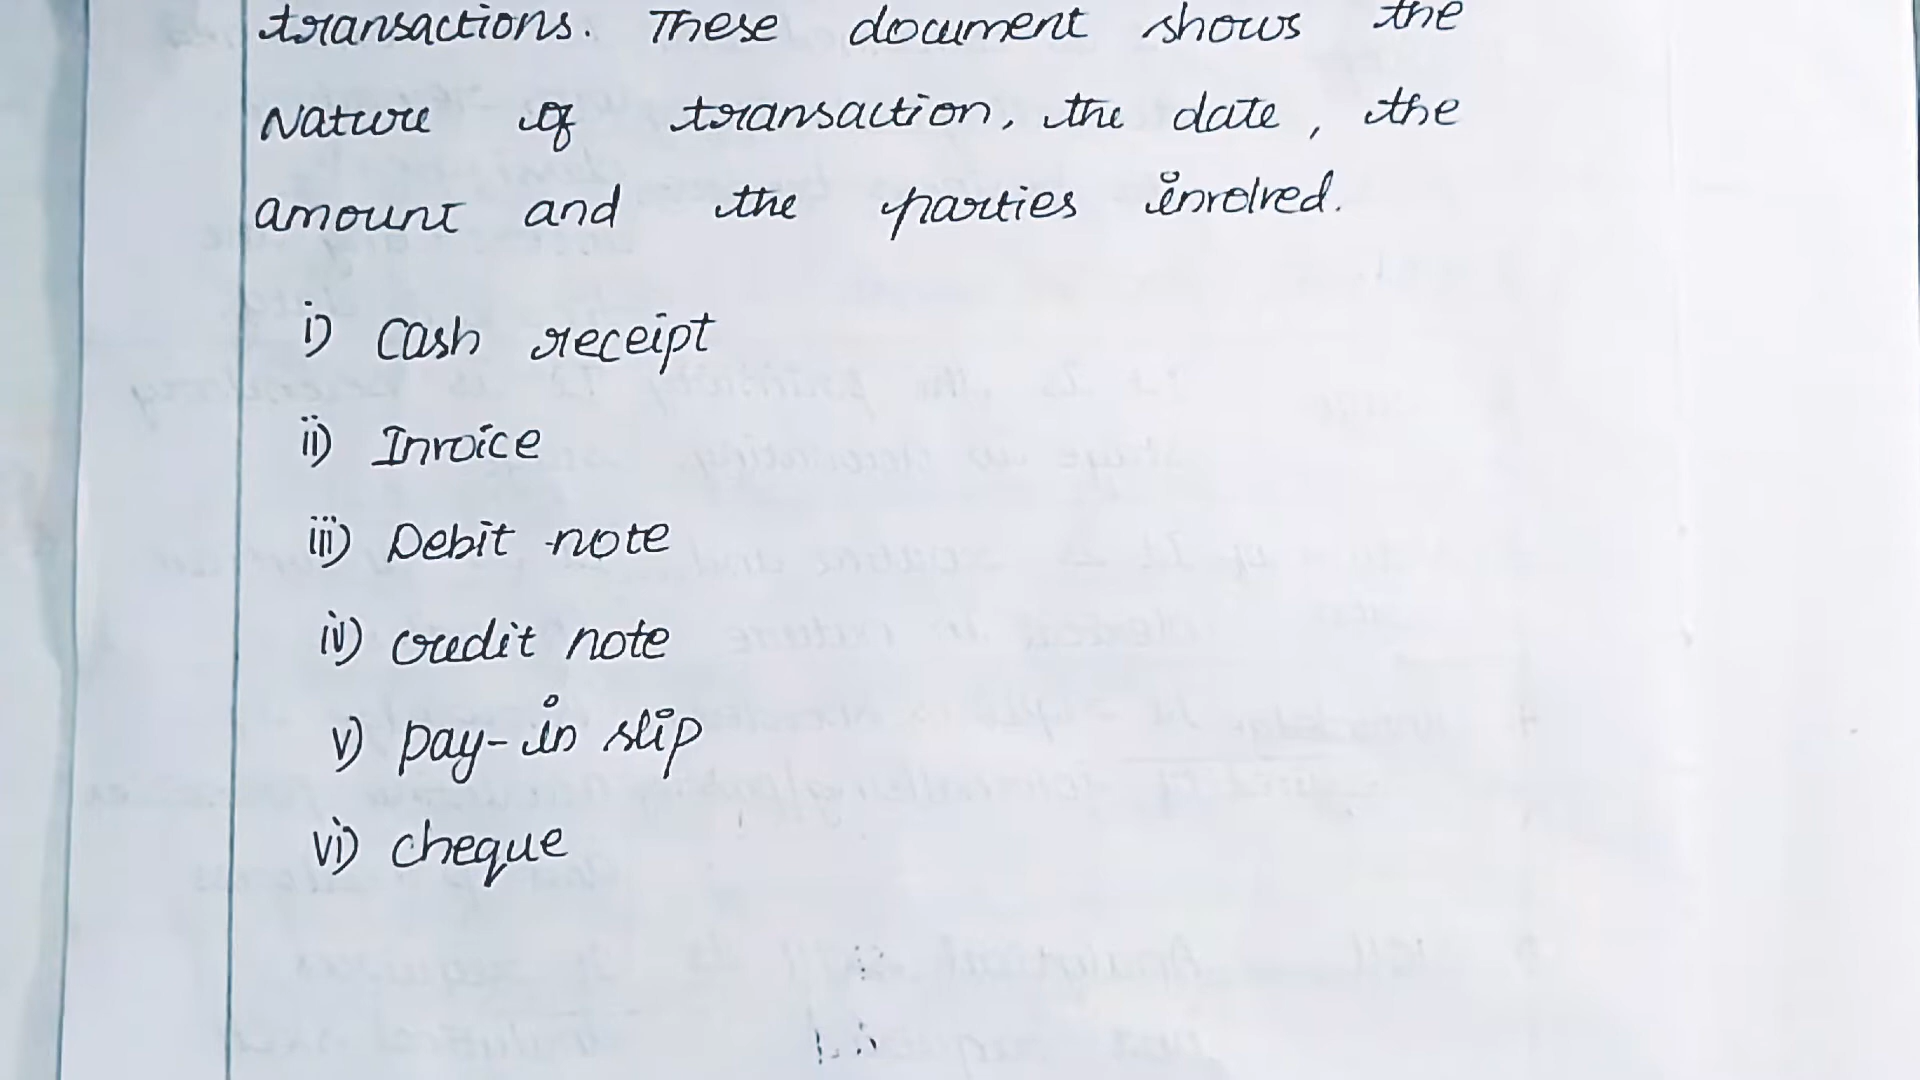 transactions. These document shows the
Nature of transaction, the date, the
amount and the parties involved.
i) Cash receipt
ii) Invoice
iii) Debit note
iv) credit note
v) pay-in slip
vi) cheque